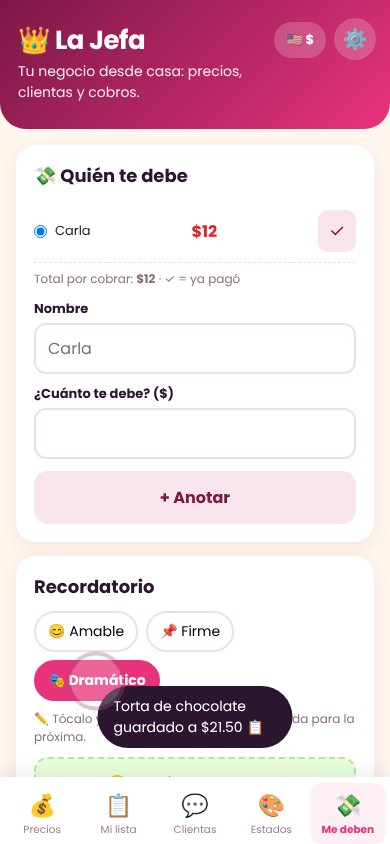 👑 La Jefa
🇺🇸 $
⚙️
Tu negocio desde casa: precios,
clientas y cobros.
💸 Quién te debe
Carla
$12
✓
Total por cobrar: $12 · ✓ = ya pagó
Nombre
Carla
¿Cuánto te debe? ($)
+ Anotar
Recordatorio
😊 Amable
📌 Firme
🎭 Dramático
Torta de chocolate
guardado a $21.50 📋
✏️ Tócalo
da para la
próxima.
💰
📋
💬
🎨
💸
Precios
Mi lista
Clientas
Estados
Me deben